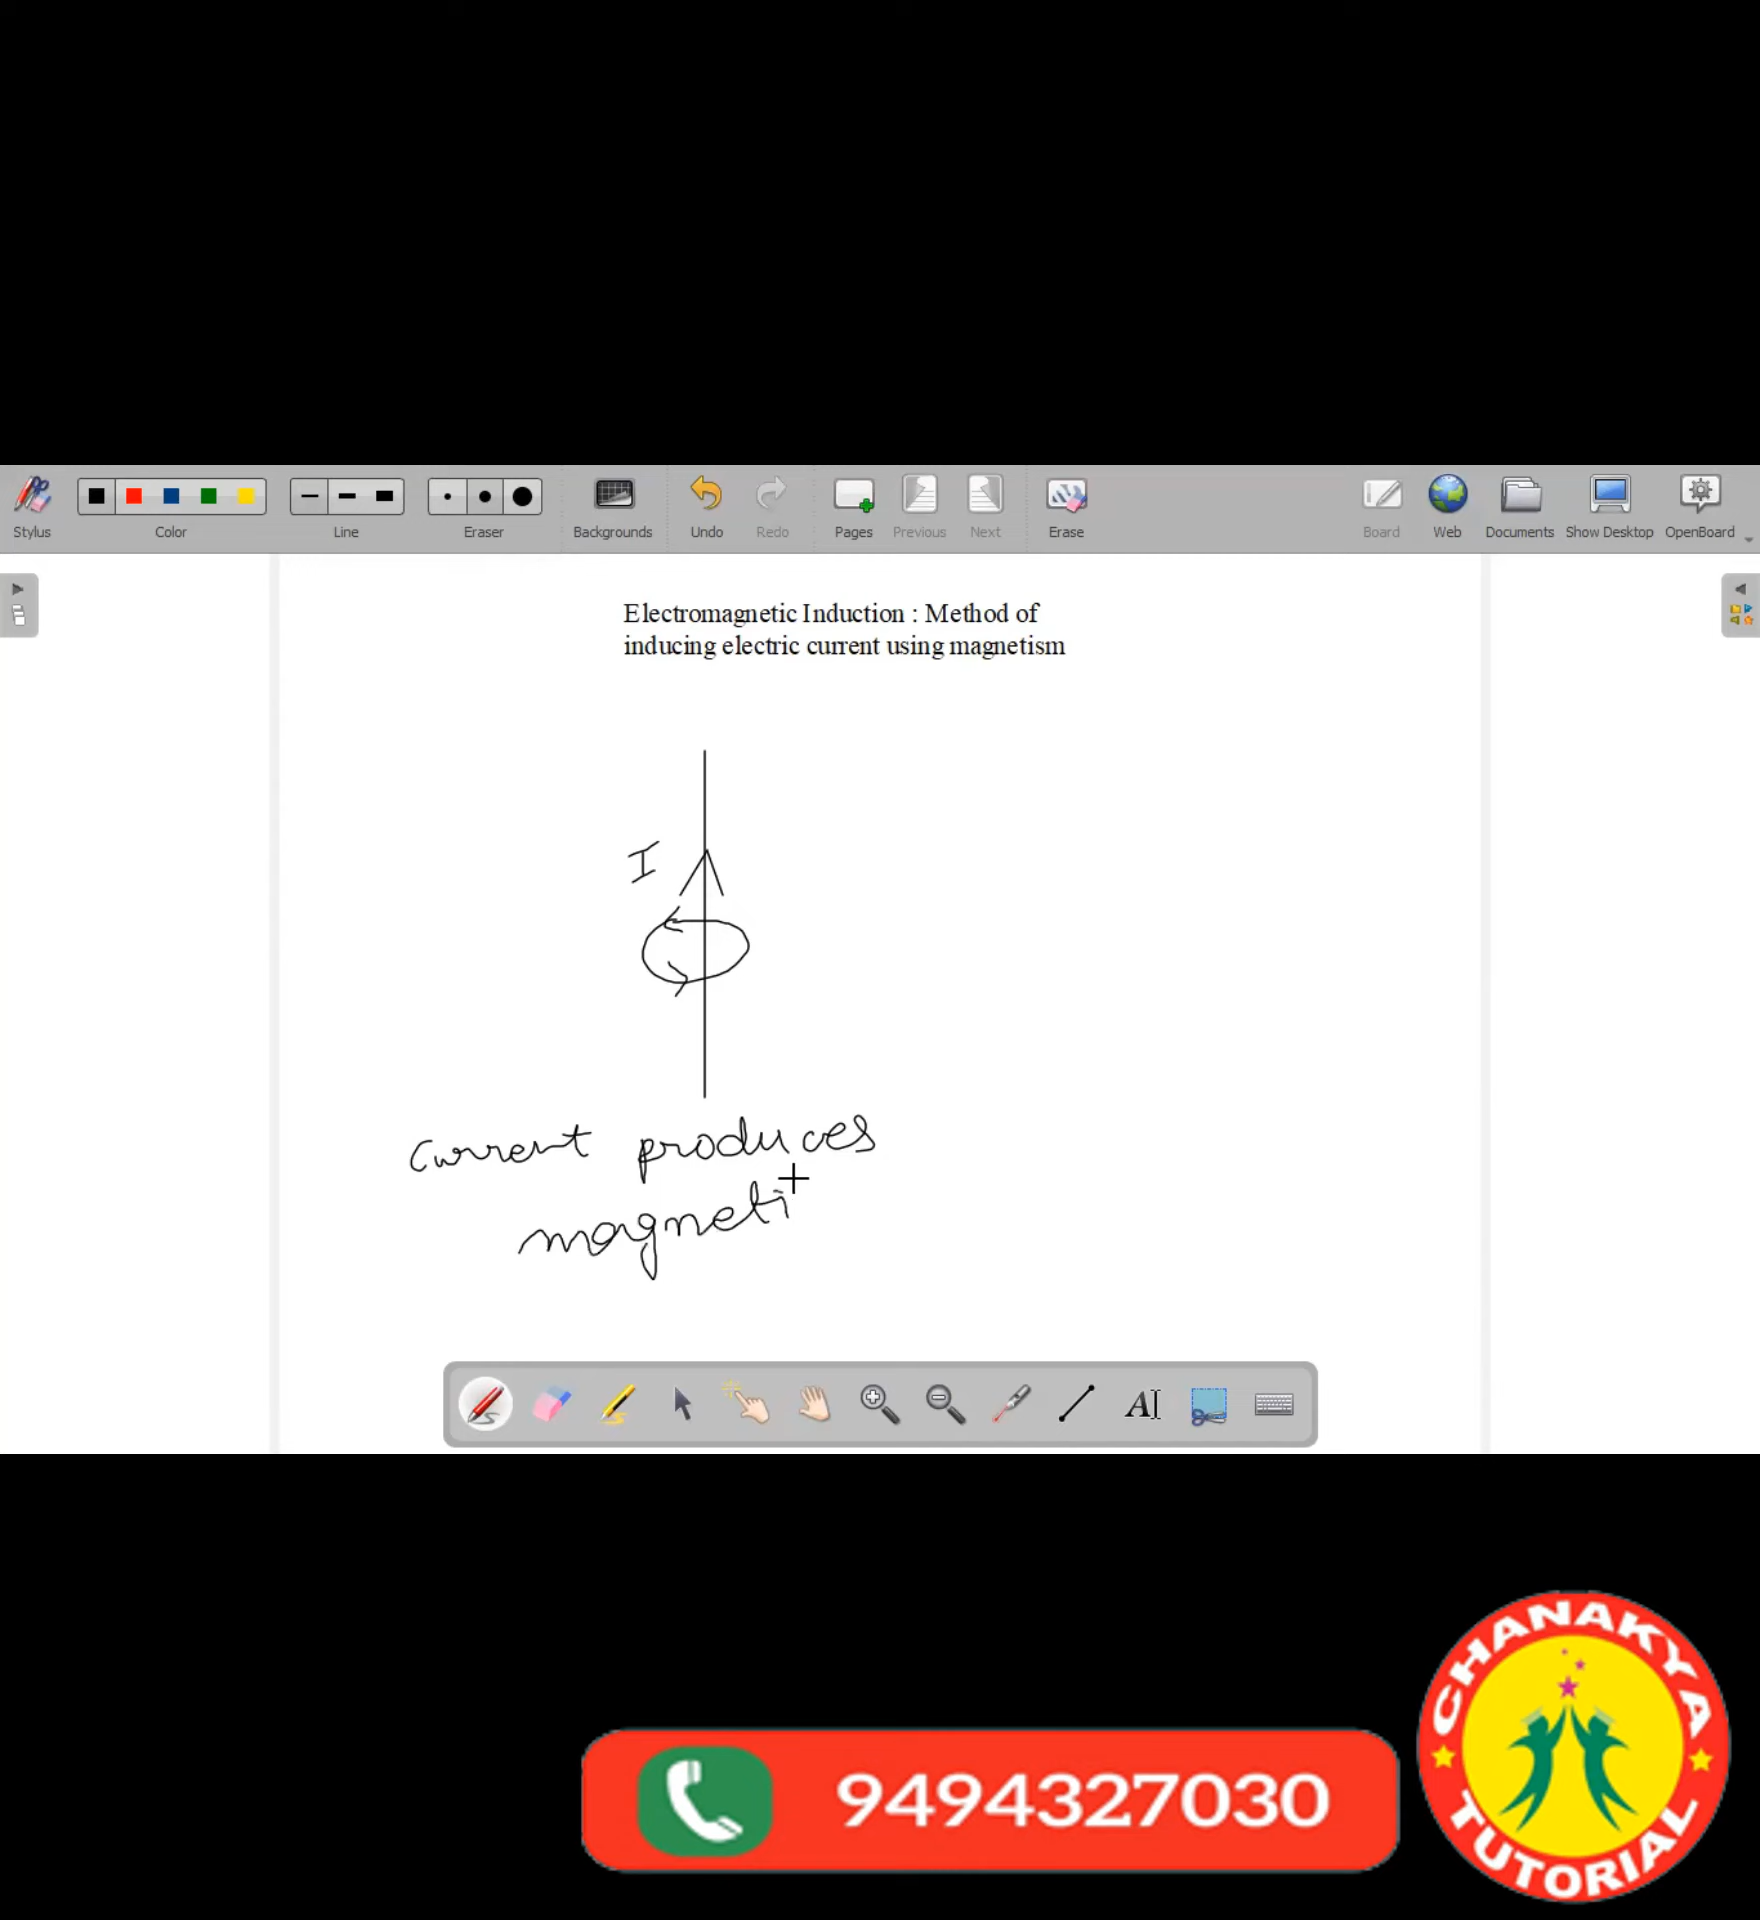 Stylus Color Line Eraser Backgrounds Undo Redo Pages Previous Next Erase Board Web Documents Show Desktop OpenBoard
Electromagnetic Induction : Method of
inducing electric current using magnetism
I
current produces
magneti
AI
9494327030
CHANAKYA
TUTORIAL